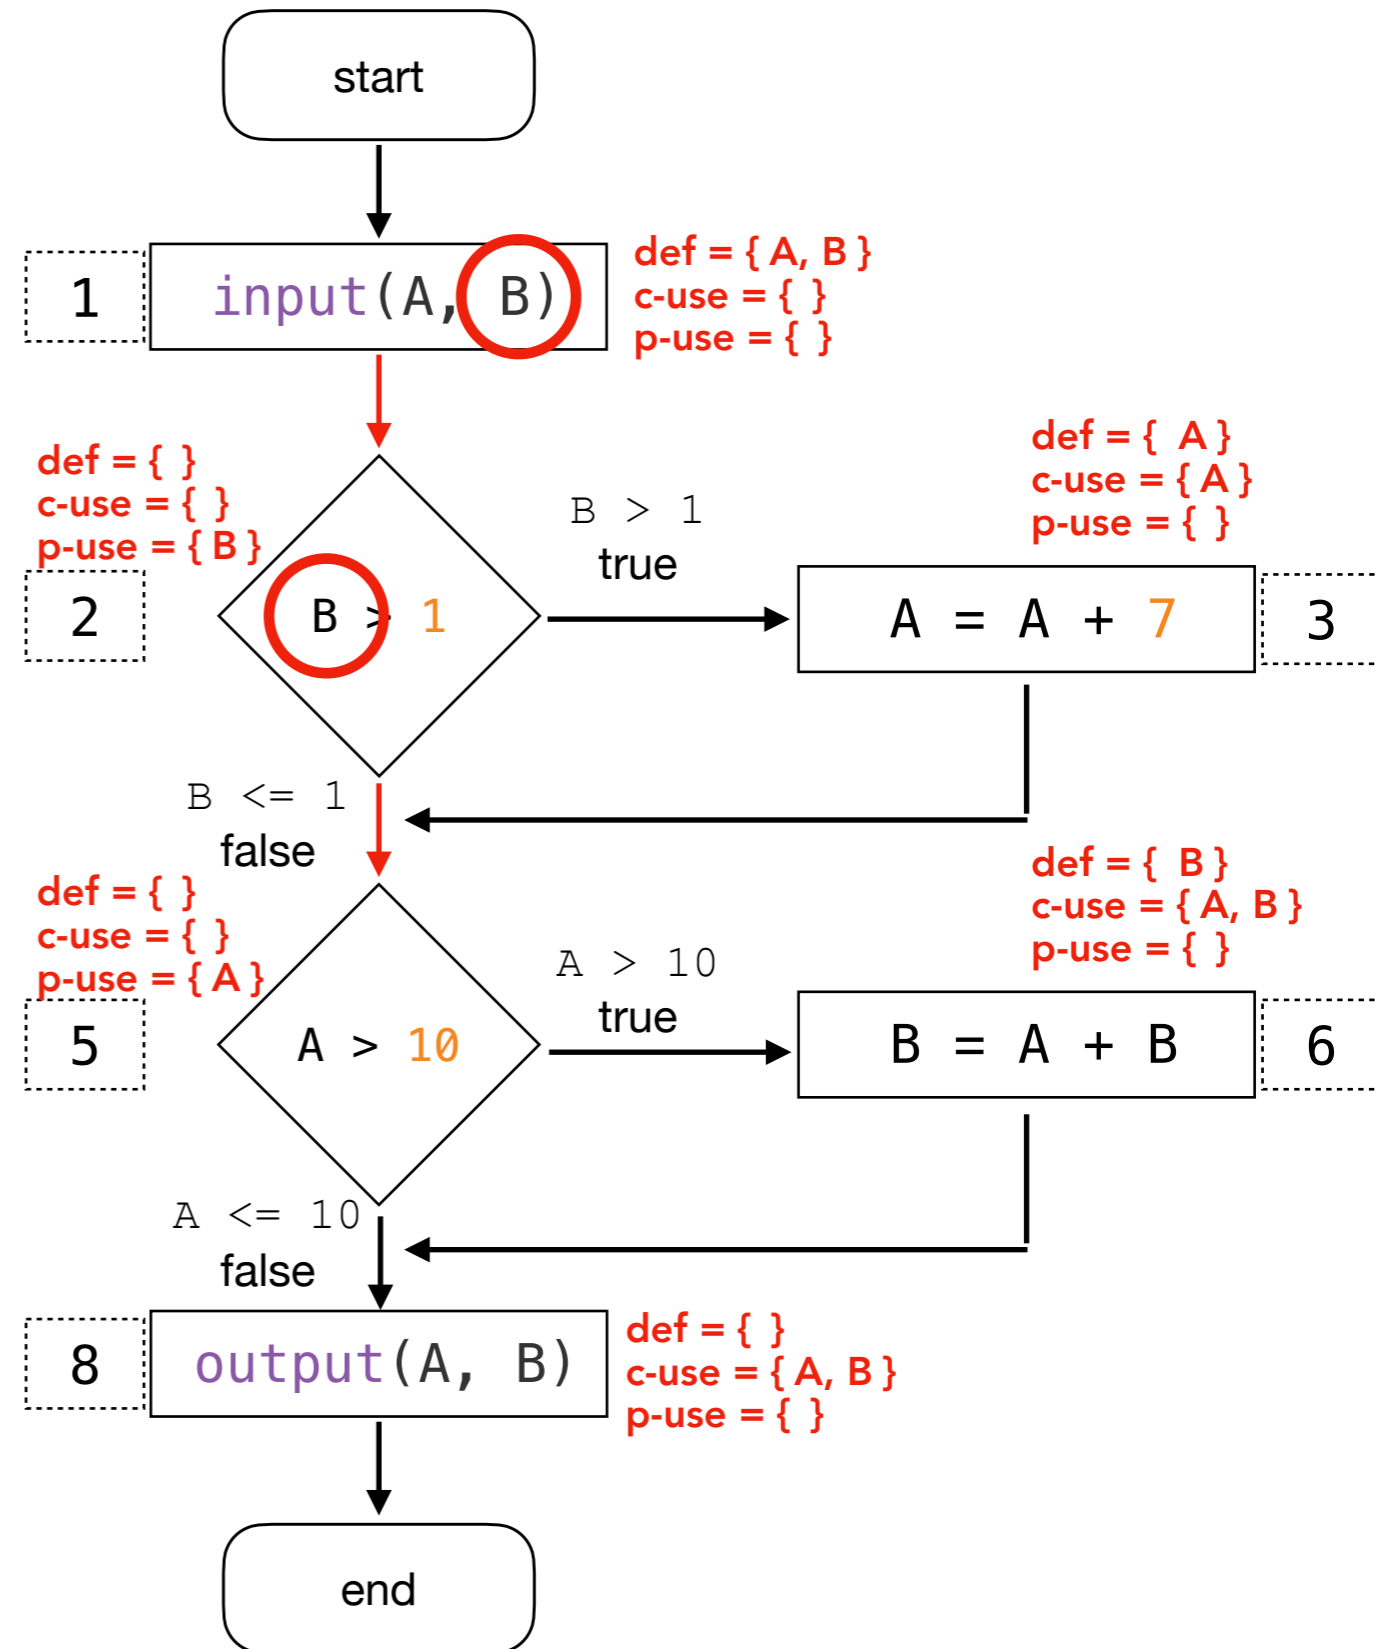 start
1
input(A, B)
def = { A, B }
c-use = { }
p-use = { }
def = { }
c-use = { }
p-use = { B }
2
B > 1
B > 1
true
def = { A }
c-use = { A }
p-use = { }
A = A + 7
3
B <= 1
false
def = { }
c-use = { }
p-use = { A }
5
A > 10
A > 10
true
def = { B }
c-use = { A, B }
p-use = { }
B = A + B
6
A <= 10
false
8
output(A, B)
def = { }
c-use = { A, B }
p-use = { }
end